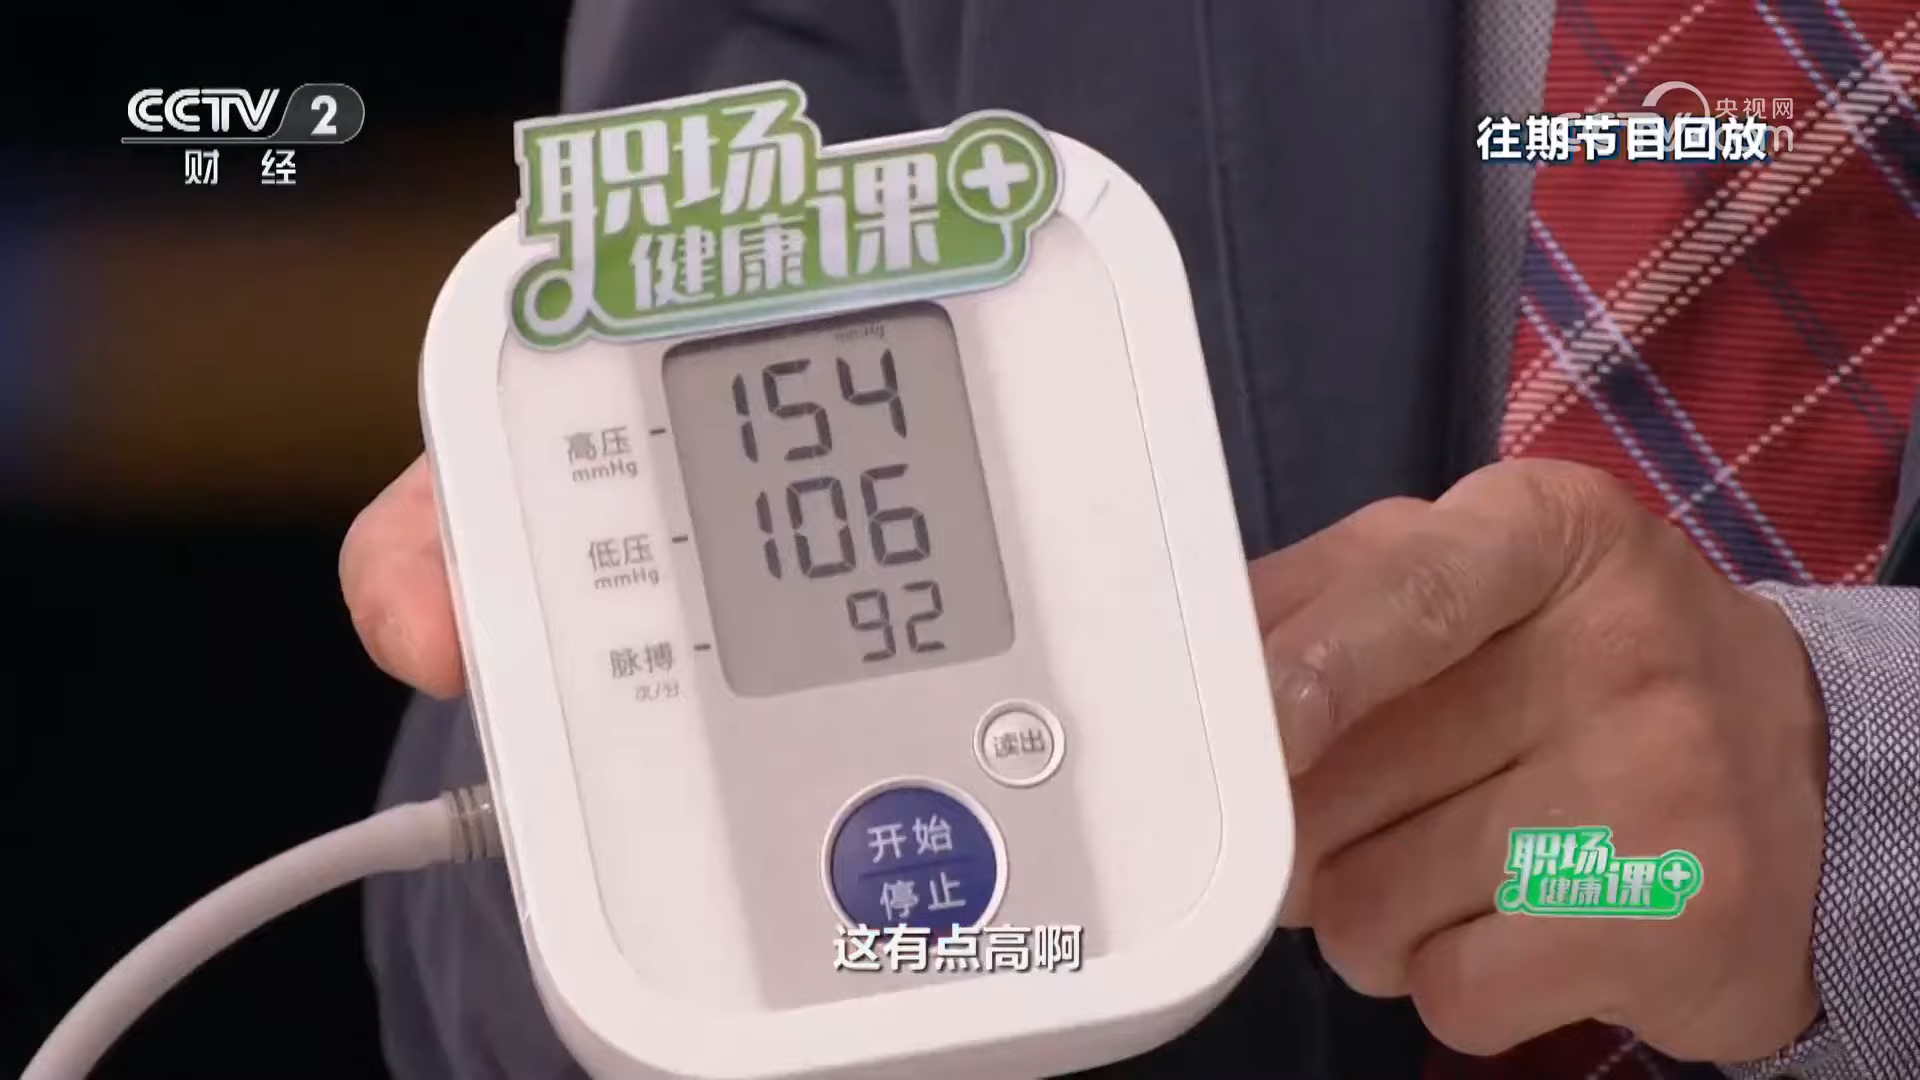 CCTV 2
财 经
央视网
CCTV.com
往期节目回放
职场
健康课
mmHg
154
高压
mmHg
106
低压
mmHg
92
脉搏
次/分
读出
开始
停止
这有点高啊
职场
健康课